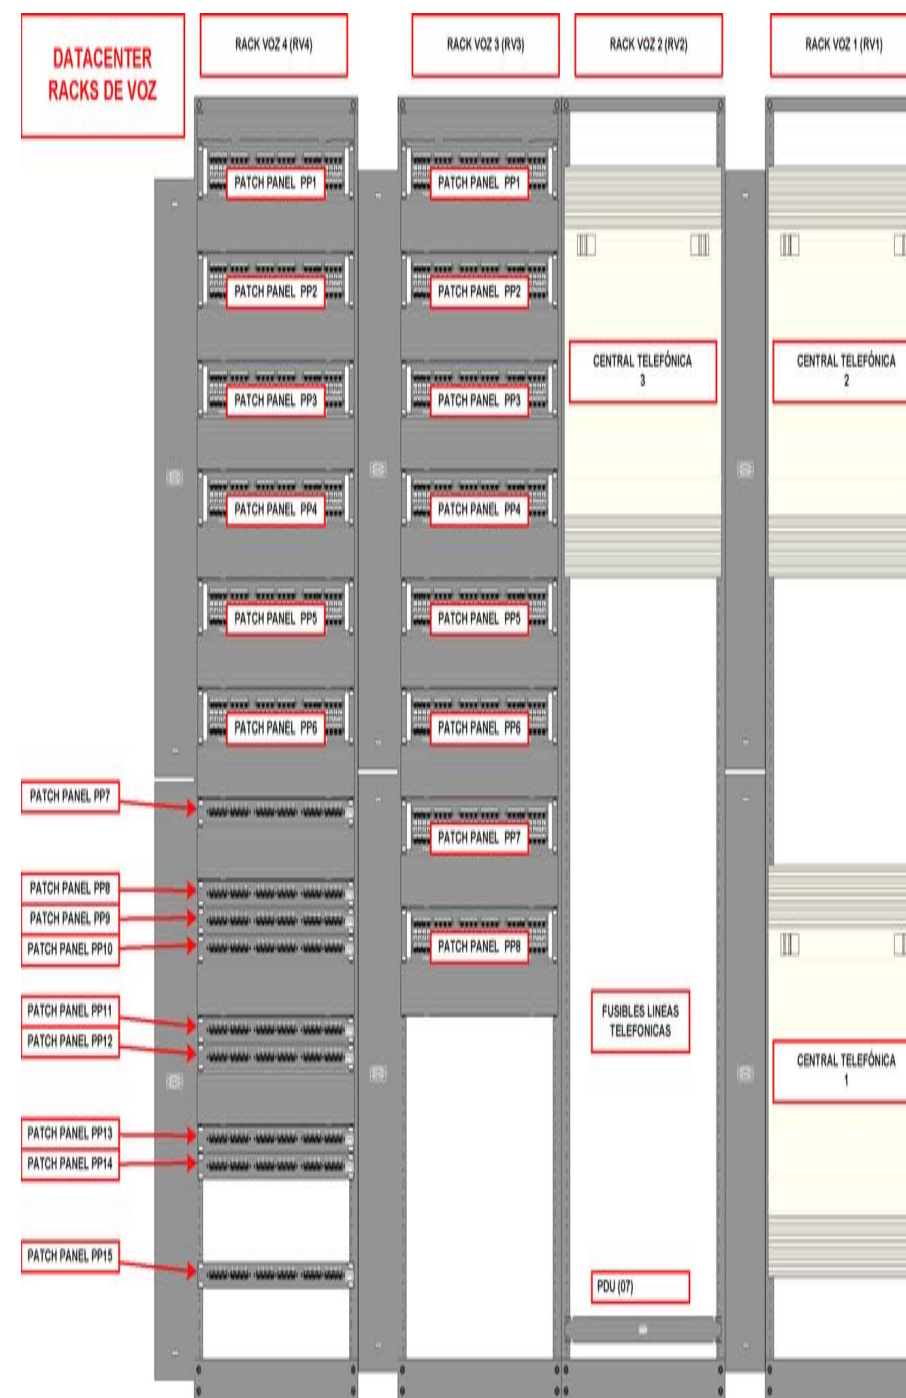 DATACENTER
RACKS DE VOZ
RACK VOZ 4 (RV4)
RACK VOZ 3 (RV3)
RACK VOZ 2 (RV2)
RACK VOZ 1 (RV1)
PATCH PANEL PP1
PATCH PANEL PP2
PATCH PANEL PP3
PATCH PANEL PP4
PATCH PANEL PP5
PATCH PANEL PP6
PATCH PANEL PP7
PATCH PANEL PP8
PATCH PANEL PP9
PATCH PANEL PP10
PATCH PANEL PP11
PATCH PANEL PP12
PATCH PANEL PP13
PATCH PANEL PP14
PATCH PANEL PP15
PATCH PANEL PP1
PATCH PANEL PP2
PATCH PANEL PP3
PATCH PANEL PP4
PATCH PANEL PP5
PATCH PANEL PP6
PATCH PANEL PP7
PATCH PANEL PP8
CENTRAL TELEFÓNICA
3
FUSIBLES LINEAS
TELEFONICAS
PDU (07)
CENTRAL TELEFÓNICA
2
CENTRAL TELEFÓNICA
1